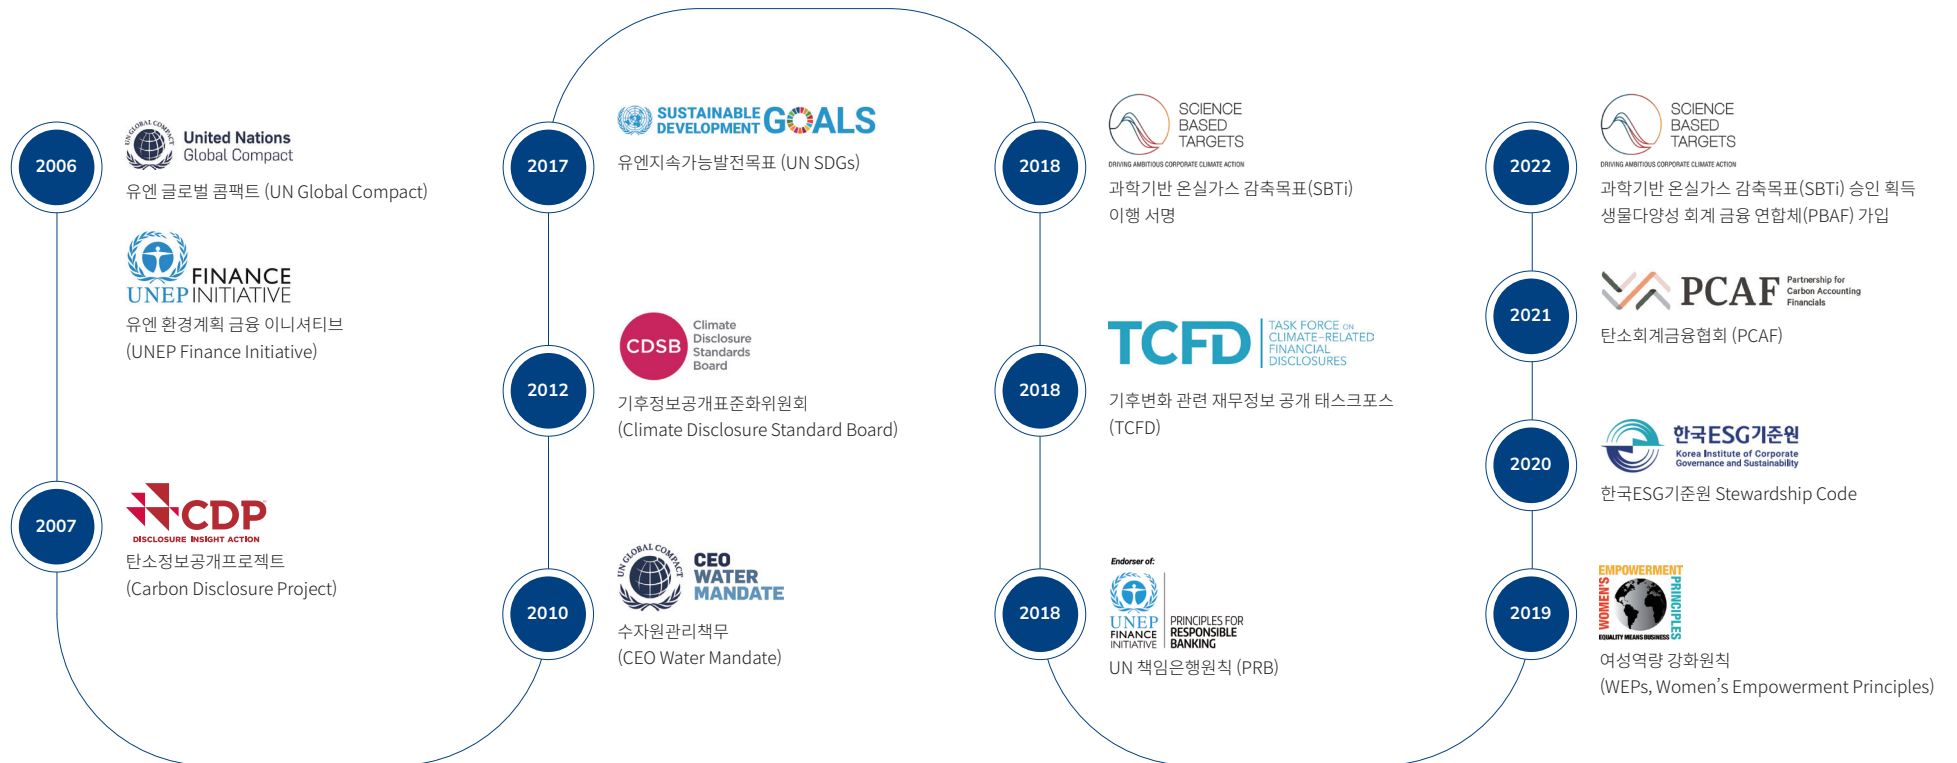 2006
UN GLOBAL COMPACT
United Nations
Global Compact
유엔 글로벌 콤팩트 (UN Global Compact)
FINANCE
UNEP INITIATIVE
유엔 환경계획 금융 이니셔티브
(UNEP Finance Initiative)
2007
CDP
DISCLOSURE INSIGHT ACTION
탄소정보공개프로젝트
(Carbon Disclosure Project)
2017
SUSTAINABLE
DEVELOPMENT
GOALS
유엔지속가능발전목표 (UN SDGs)
2012
CDSB
Climate
Disclosure
Standards
Board
기후정보공개표준화위원회
(Climate Disclosure Standard Board)
2010
UN GLOBAL COMPACT
CEO
WATER
MANDATE
수자원관리책무
(CEO Water Mandate)
2018
SCIENCE
BASED
TARGETS
DRIVING AMBITIOUS CORPORATE CLIMATE ACTION
과학기반 온실가스 감축목표(SBTi)
이행 서명
2018
TCFD
TASK FORCE ON
CLIMATE-RELATED
FINANCIAL
DISCLOSURES
기후변화 관련 재무정보 공개 태스크포스
(TCFD)
2018
Endorser of:
UNEP
FINANCE
INITIATIVE
PRINCIPLES FOR
RESPONSIBLE
BANKING
UN 책임은행원칙 (PRB)
2022
SCIENCE
BASED
TARGETS
DRIVING AMBITIOUS CORPORATE CLIMATE ACTION
과학기반 온실가스 감축목표(SBTi) 승인 획득
생물다양성 회계 금융 연합체(PBAF) 가입
2021
PCAF
Partnership for
Carbon Accounting
Financials
탄소회계금융협회 (PCAF)
2020
한국ESG기준원
Korea Institute of Corporate
Governance and Sustainability
한국ESG기준원 Stewardship Code
2019
WOMEN'S
EMPOWERMENT
PRINCIPLES
EQUALITY MEANS BUSINESS
여성역량 강화원칙
(WEPs, Women’s Empowerment Principles)